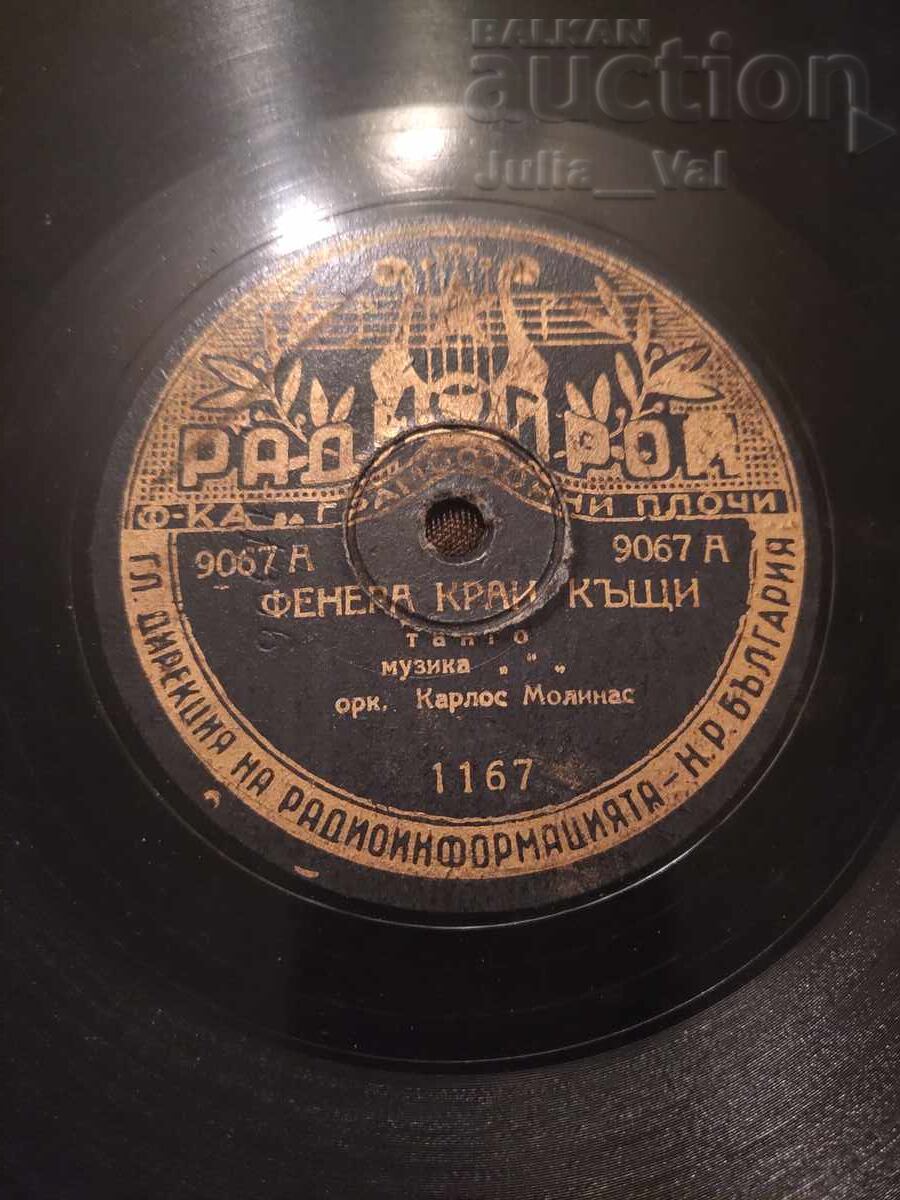 BALKAN
auction
Julia__Val
РАДИОПРОМ
Ф-КА ПЛОЧИ
9067 А 9067 А
ФЕНЕРА КРАЙ КЪЩИ
танго
музика „ “ „
орк. Карлос Молинас
1167
ГЛ. ДИРЕКЦИЯ НА РАДИОИНФОРМАЦИЯТА - Н.Р. БЪЛГАРИЯ